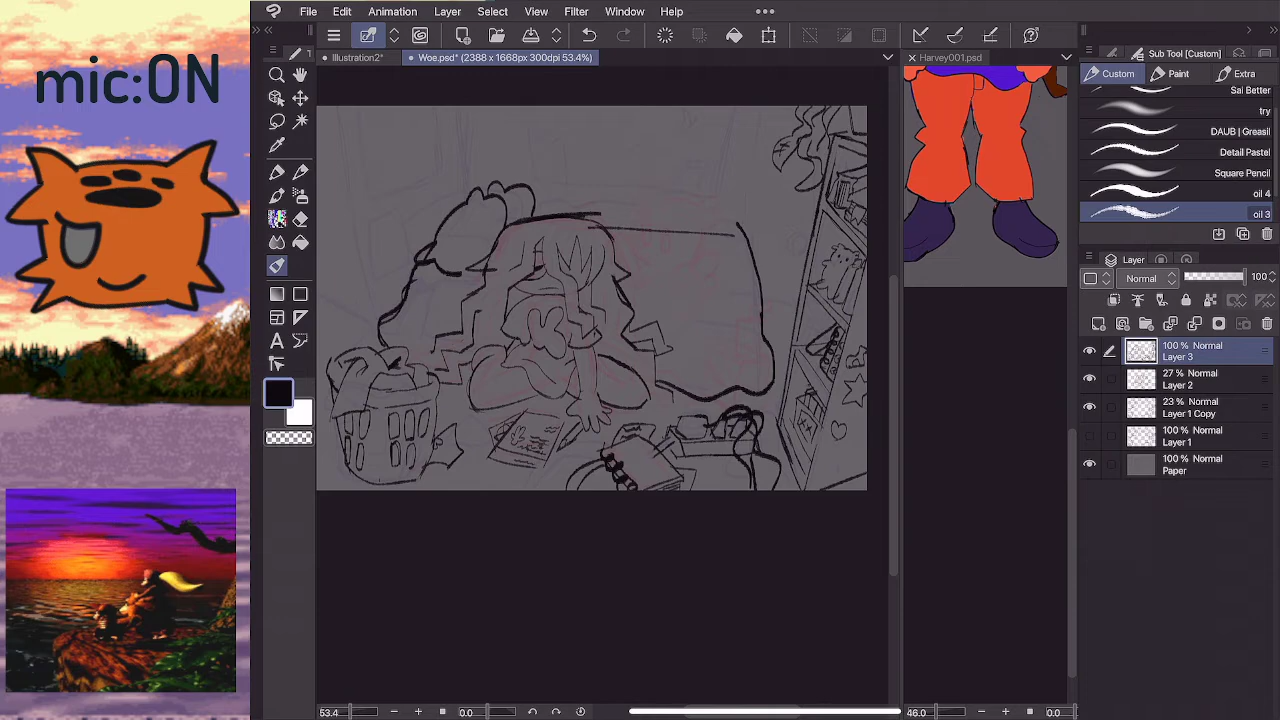 mic:ON
File Edit Animation Layer Select View Filter Window Help
Illustration2*
Woe.psd* (2388 x 1668px 300dpi 53.4%)
Harvey001.psd
Sub Tool[Custom]
Custom Paint Extra
Sai Better
try
DAUB | Greasil
Detail Pastel
Square Pencil
oil 4
oil 3
Layer
Normal 100
100 % Normal
Layer 3
27 % Normal
Layer 2
23 % Normal
Layer 1 Copy
100 % Normal
Layer 1
100 % Normal
Paper
53.4 0.0
46.0 0.0